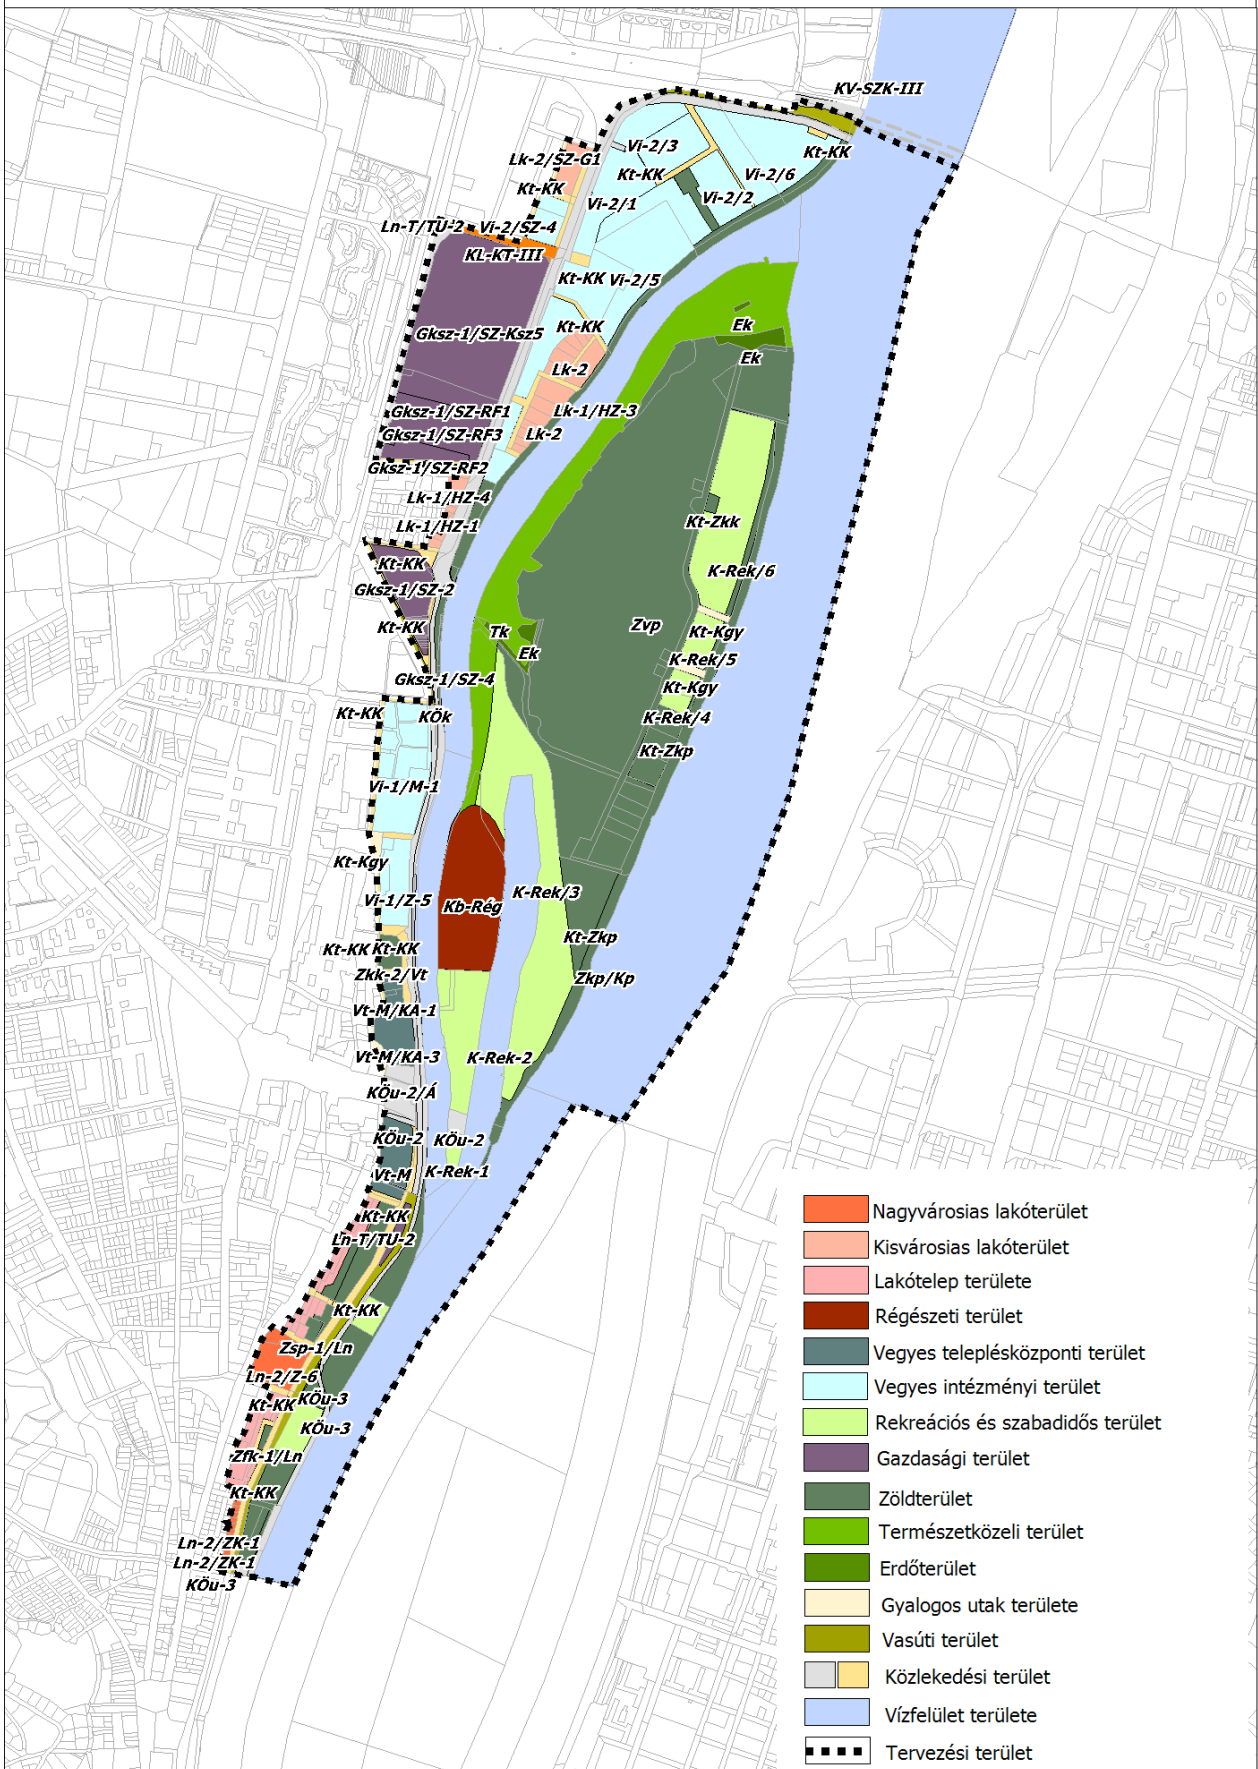 KV-SZK-III
Vi-2/3
Kt-KK
Lk-2/SZ-G1
Kt-KK
Vi-2/6
Kt-KK
Vi-2/2
Vi-2/1
Ln-T/TU-2
Vi-2/SZ-4
KL-KT-III
Kt-KK
Vi-2/5
Gksz-1/SZ-Ksz5
Kt-KK
Ek
Ek
Lk-2
Gksz-1/SZ-RF1
Lk-1/HZ-3
Gksz-1/SZ-RF3
Lk-2
Gksz-1/SZ-RF2
Lk-1/HZ-4
Kt-Zkk
Lk-1/HZ-1
Kt-KK
K-Rek/6
Gksz-1/SZ-2
Kt-KK
Tk
Zvp
Kt-Kgy
Ek
K-Rek/5
Gksz-1/SZ-4
Kt-Kgy
Kt-KK
KÖk
K-Rek/4
Kt-Zkp
Vi-1/M-1
Kt-Kgy
K-Rek/3
Vi-1/Z-5
Kb-Rég
Kt-KK
Kt-KK
Kt-Zkp
Zkk-2/Vt
Zkp/Kp
Vt-M/KA-1
Vt-M/KA-3
K-Rek-2
KÖu-2/Á
KÖu-2
KÖu-2
Vt-M
K-Rek-1
Kt-KK
Ln-T/TU-2
Kt-KK
Zsp-1/Ln
Ln-2/Z-6
Kt-KK
KÖu-3
KÖu-3
Zfk-1/Ln
Kt-KK
Ln-2/ZK-1
Ln-2/ZK-1
KÖu-3
Nagyvárosias lakóterület
Kisvárosias lakóterület
Lakótelep területe
Régészeti terület
Vegyes teleplésközponti terület
Vegyes intézményi terület
Rekreációs és szabadidős terület
Gazdasági terület
Zöldterület
Természetközeli terület
Erdőterület
Gyalogos utak területe
Vasúti terület
Közlekedési terület
Vízfelület területe
Tervezési terület